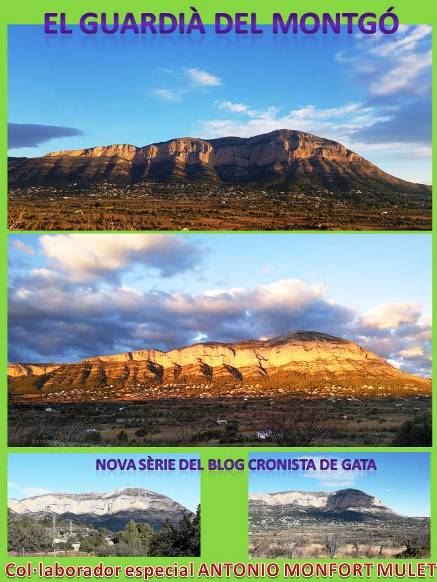 EL GUARDIÀ DEL MONTGÓ
NOVA SÈRIE DEL BLOG CRONISTA DE GATA
Col·laborador especial ANTONIO MONFORT MULET